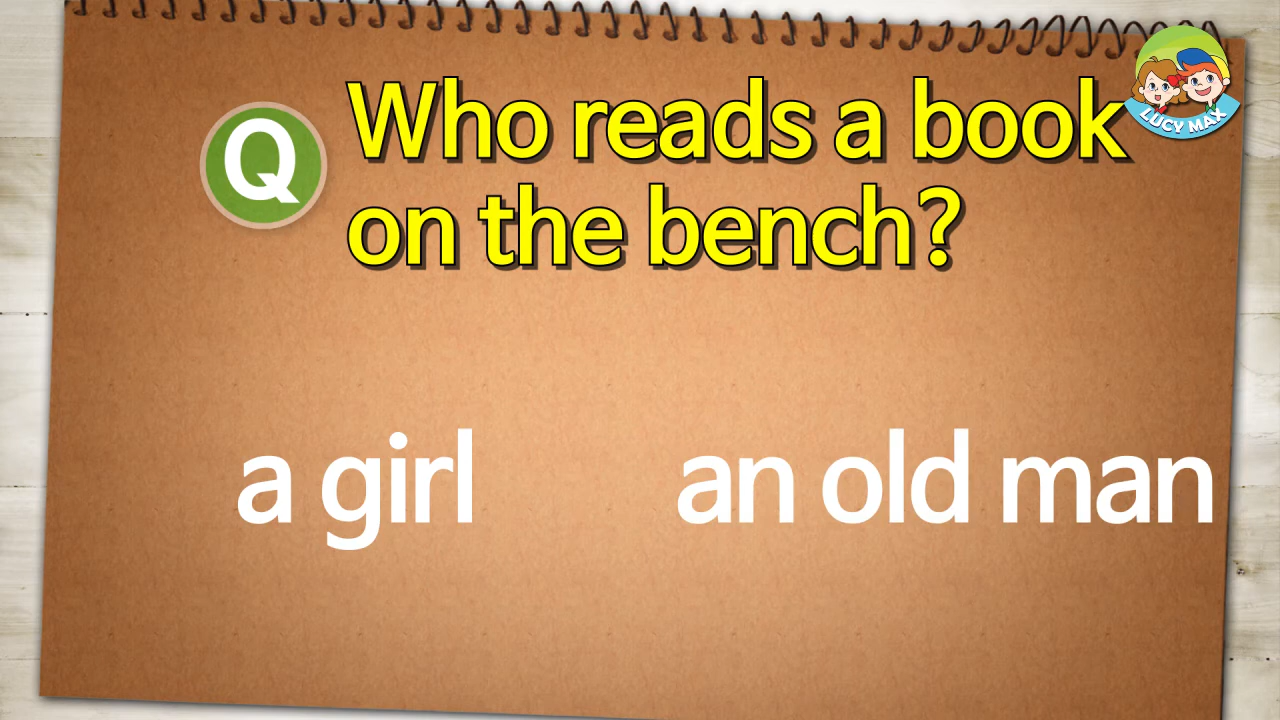 Q
Who reads a book
on the bench?
a girl
an old man
LUCY MAX